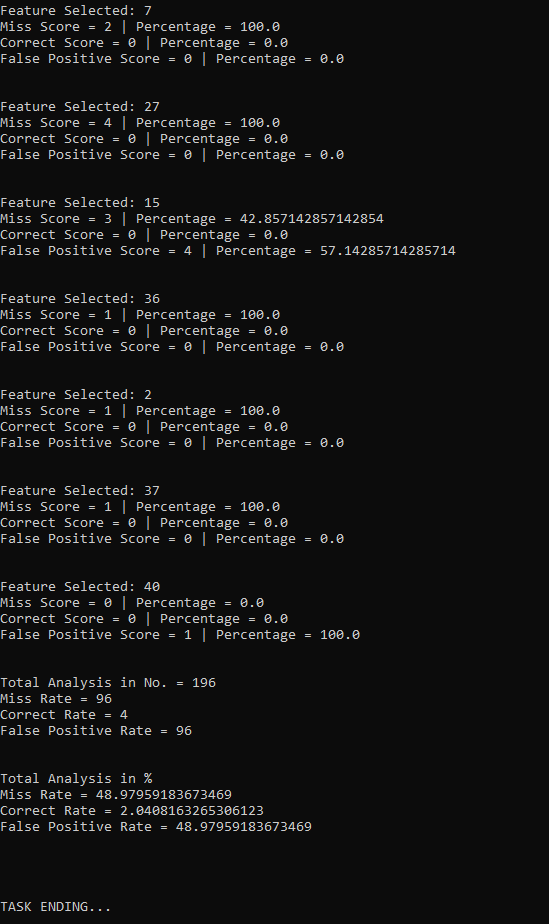 Feature Selected: 7
Miss Score = 2 | Percentage = 100.0
Correct Score = 0 | Percentage = 0.0
False Positive Score = 0 | Percentage = 0.0
Feature Selected: 27
Miss Score = 4 | Percentage = 100.0
Correct Score = 0 | Percentage = 0.0
False Positive Score = 0 | Percentage = 0.0
Feature Selected: 15
Miss Score = 3 | Percentage = 42.857142857142854
Correct Score = 0 | Percentage = 0.0
False Positive Score = 4 | Percentage = 57.14285714285714
Feature Selected: 36
Miss Score = 1 | Percentage = 100.0
Correct Score = 0 | Percentage = 0.0
False Positive Score = 0 | Percentage = 0.0
Feature Selected: 2
Miss Score = 1 | Percentage = 100.0
Correct Score = 0 | Percentage = 0.0
False Positive Score = 0 | Percentage = 0.0
Feature Selected: 37
Miss Score = 1 | Percentage = 100.0
Correct Score = 0 | Percentage = 0.0
False Positive Score = 0 | Percentage = 0.0
Feature Selected: 40
Miss Score = 0 | Percentage = 0.0
Correct Score = 0 | Percentage = 0.0
False Positive Score = 1 | Percentage = 100.0
Total Analysis in No. = 196
Miss Rate = 96
Correct Rate = 4
False Positive Rate = 96
Total Analysis in %
Miss Rate = 48.97959183673469
Correct Rate = 2.0408163265306123
False Positive Rate = 48.97959183673469
TASK ENDING...